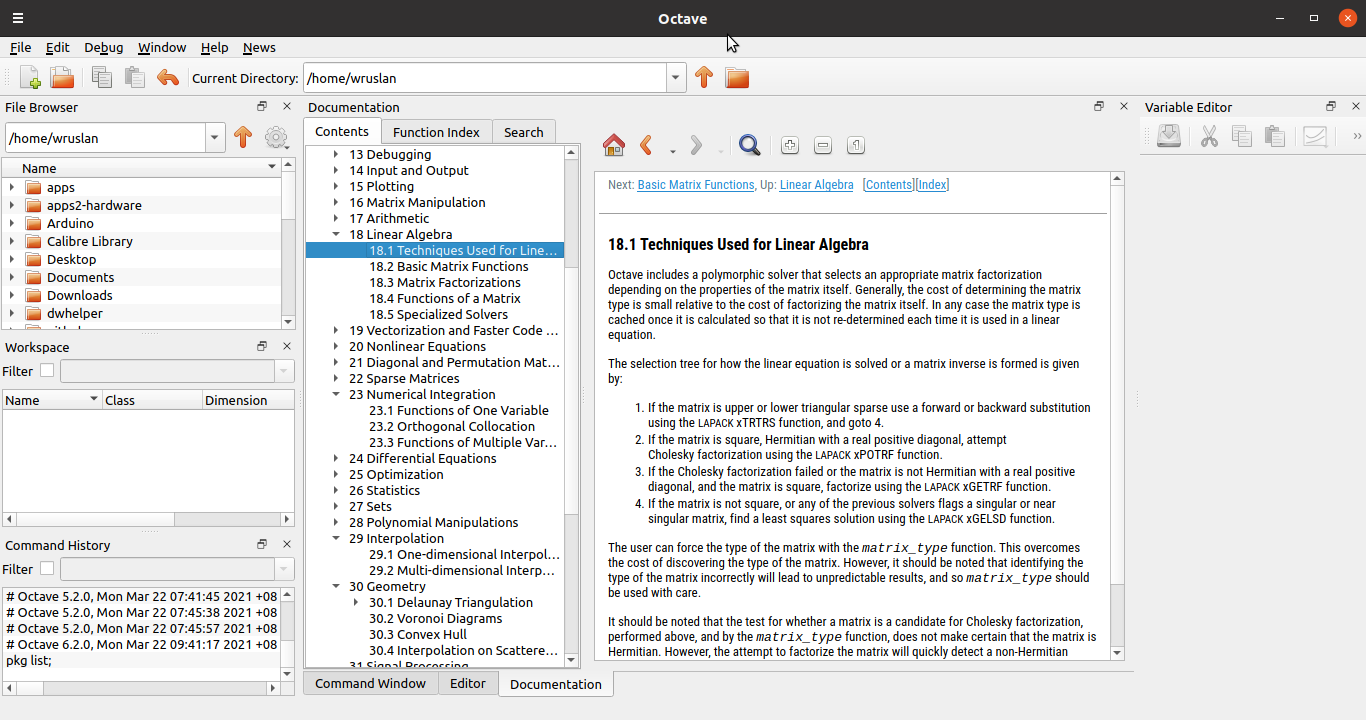 Octave
File Edit Debug Window Help News
Current Directory: /home/wruslan
File Browser
/home/wruslan
Name
apps
apps2-hardware
Arduino
Calibre Library
Desktop
Documents
Downloads
dwhelper
Workspace
Filter
Name Class Dimension
Command History
Filter
# Octave 5.2.0, Mon Mar 22 07:41:45 2021 +08
# Octave 5.2.0, Mon Mar 22 07:45:38 2021 +08
# Octave 5.2.0, Mon Mar 22 07:45:57 2021 +08
# Octave 6.2.0, Mon Mar 22 09:41:17 2021 +08
pkg list;
Documentation
Contents Function Index Search
13 Debugging
14 Input and Output
15 Plotting
16 Matrix Manipulation
17 Arithmetic
18 Linear Algebra
18.1 Techniques Used for Line...
18.2 Basic Matrix Functions
18.3 Matrix Factorizations
18.4 Functions of a Matrix
18.5 Specialized Solvers
19 Vectorization and Faster Code ...
20 Nonlinear Equations
21 Diagonal and Permutation Mat...
22 Sparse Matrices
23 Numerical Integration
23.1 Functions of One Variable
23.2 Orthogonal Collocation
23.3 Functions of Multiple Var...
24 Differential Equations
25 Optimization
26 Statistics
27 Sets
28 Polynomial Manipulations
29 Interpolation
29.1 One-dimensional Interpol...
29.2 Multi-dimensional Interp...
30 Geometry
30.1 Delaunay Triangulation
30.2 Voronoi Diagrams
30.3 Convex Hull
30.4 Interpolation on Scattere...
31 Signal Processing
Next: Basic Matrix Functions, Up: Linear Algebra [Contents][Index]
18.1 Techniques Used for Linear Algebra
Octave includes a polymorphic solver that selects an appropriate matrix factorization
depending on the properties of the matrix itself. Generally, the cost of determining the matrix
type is small relative to the cost of factorizing the matrix itself. In any case the matrix type is
cached once it is calculated so that it is not re-determined each time it is used in a linear
equation.
The selection tree for how the linear equation is solved or a matrix inverse is formed is given
by:
1. If the matrix is upper or lower triangular sparse use a forward or backward substitution
using the LAPACK xTRTRS function, and goto 4.
2. If the matrix is square, Hermitian with a real positive diagonal, attempt
Cholesky factorization using the LAPACK xPOTRF function.
3. If the Cholesky factorization failed or the matrix is not Hermitian with a real positive
diagonal, and the matrix is square, factorize using the LAPACK xGETRF function.
4. If the matrix is not square, or any of the previous solvers flags a singular or near
singular matrix, find a least squares solution using the LAPACK xGELSD function.
The user can force the type of the matrix with the matrix_type function. This overcomes
the cost of discovering the type of the matrix. However, it should be noted that identifying the
type of the matrix incorrectly will lead to unpredictable results, and so matrix_type should
be used with care.
It should be noted that the test for whether a matrix is a candidate for Cholesky factorization,
performed above, and by the matrix_type function, does not make certain that the matrix is
Hermitian. However, the attempt to factorize the matrix will quickly detect a non-Hermitian
Command Window Editor Documentation
Variable Editor